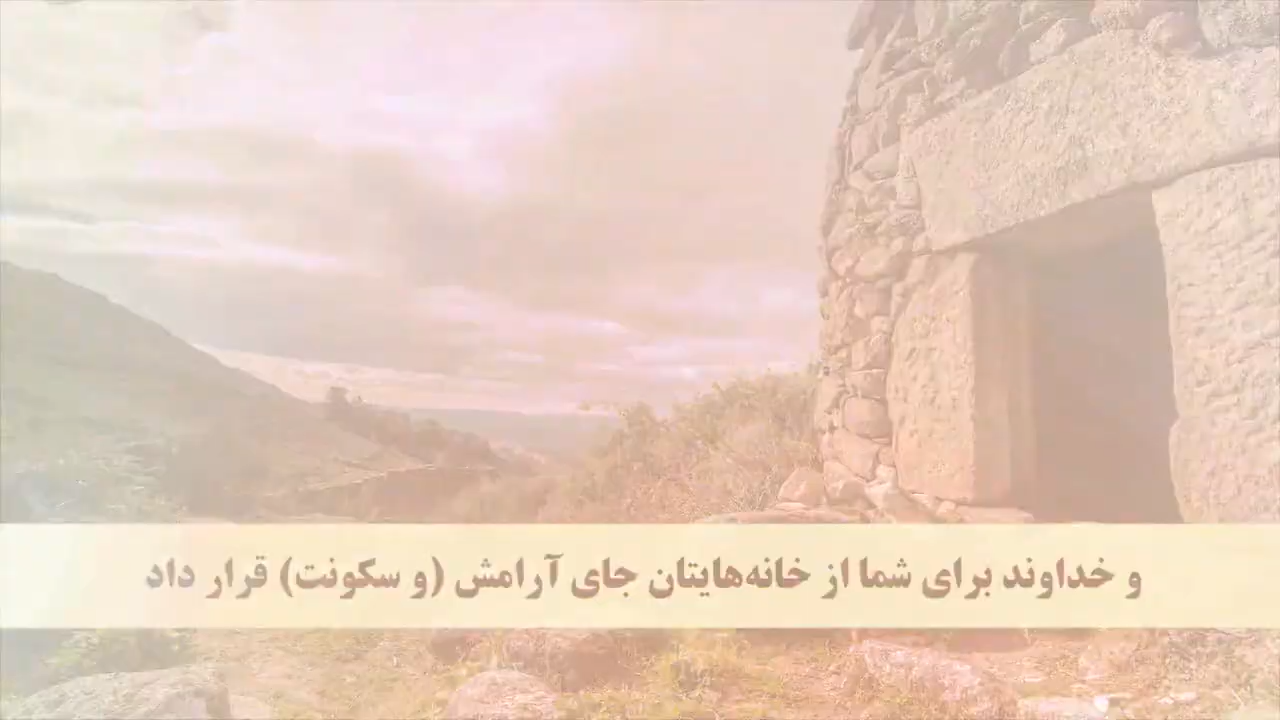 و خداوند برای شما از خانه‌هایتان جای آرامش (و سکونت) قرار داد